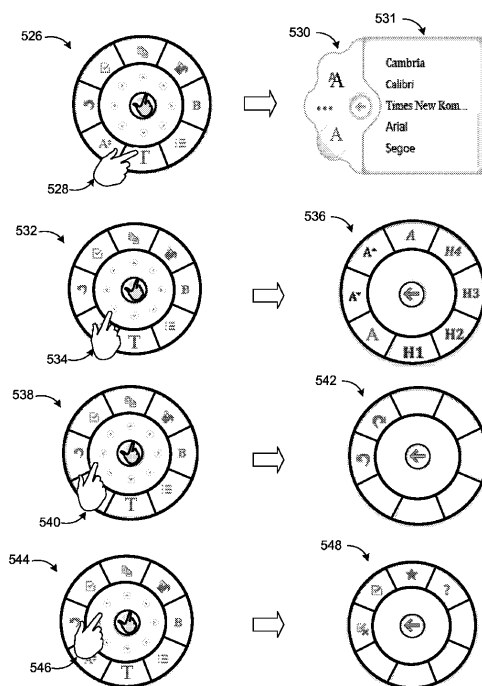 526
530
531
A
A
Cambria
Calibri
Times New Rom...
Arial
Segoe
B
A
T
528
532
536
A
H4
A
H3
A
A
H2
H1
B
T
534
538
542
B
T
540
544
548
?
B
T
546